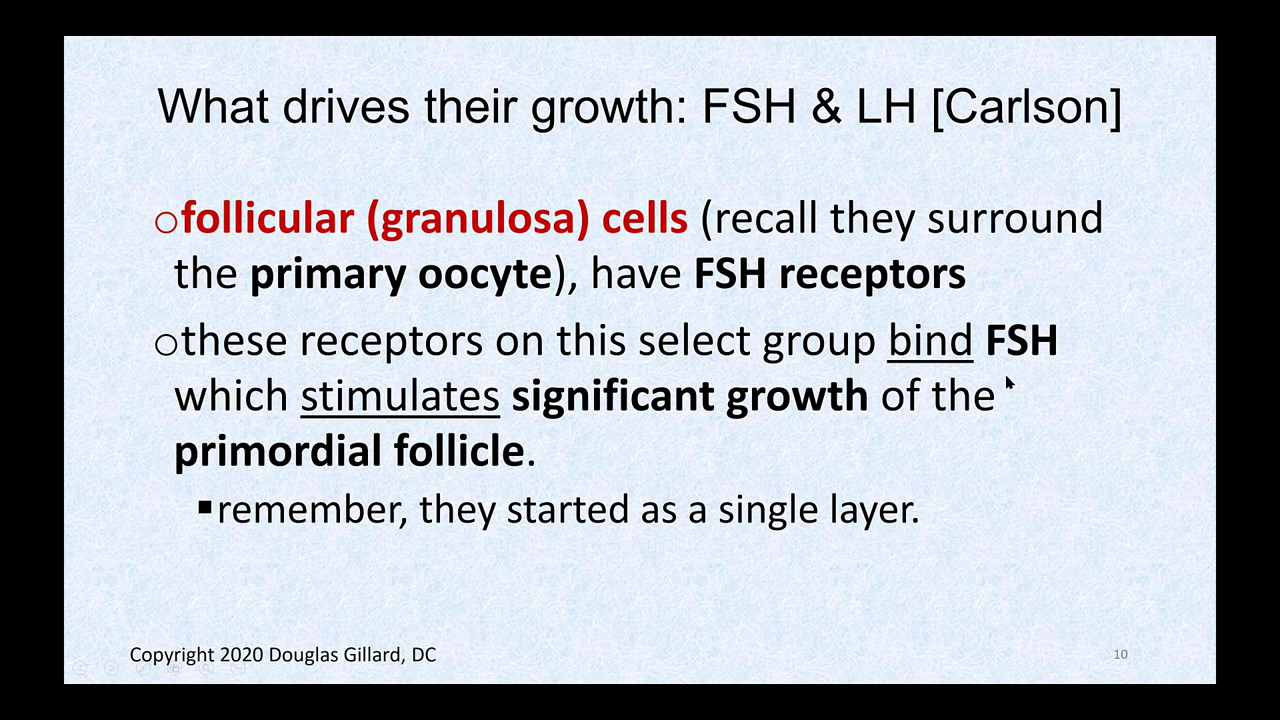 What drives their growth: FSH & LH [Carlson]
○follicular (granulosa) cells (recall they surround
the primary oocyte), have FSH receptors
○these receptors on this select group bind FSH
which stimulates significant growth of the
primordial follicle.
▪remember, they started as a single layer.
Copyright 2020 Douglas Gillard, DC
10